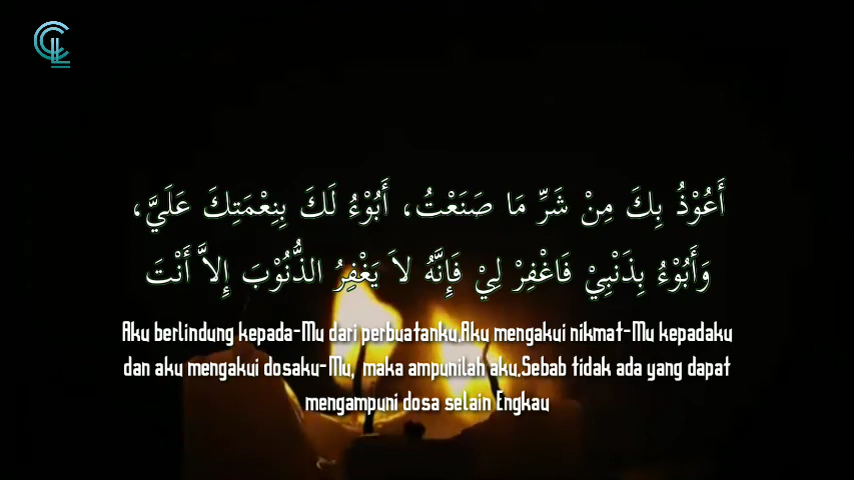 أَعُوْذُ بِكَ مِنْ شَرِّ مَا صَنَعْتُ، أَبُوْءُ لَكَ بِنِعْمَتِكَ عَلَيَّ،
وَأَبُوْءُ بِذَنْبِيْ فَاغْفِرْ لِيْ فَإِنَّهُ لاَ يَغْفِرُ الذُّنُوْبَ إِلاَّ أَنْتَ
Aku berlindung kepada-Mu dari perbuatanku.Aku mengakui nikmat-Mu kepadaku
dan aku mengakui dosaku-Mu, maka ampunilah aku.Sebab tidak ada yang dapat
mengampuni dosa selain Engkau